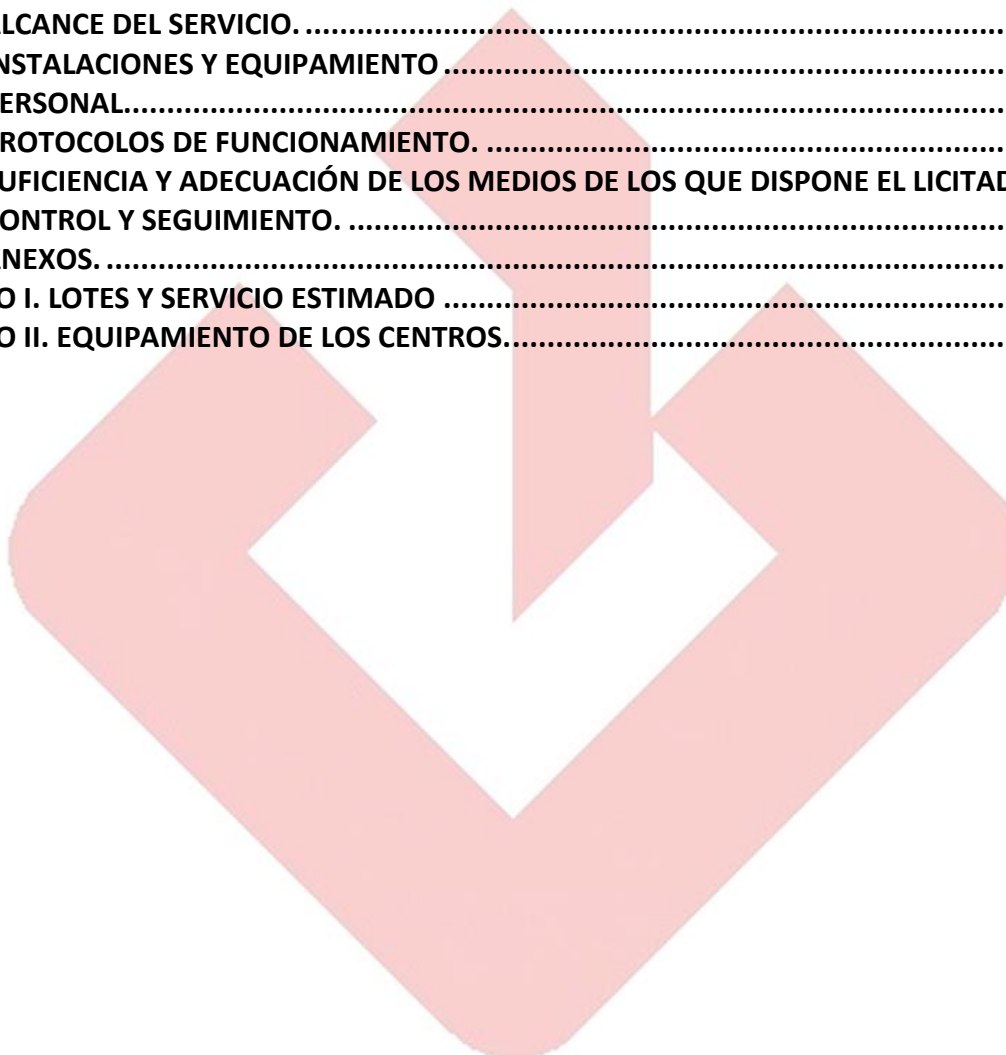 LCANCE DEL SERVICIO. ........................................................................................
NSTALACIONES Y EQUIPAMIENTO ........................................................................
ERSONAL..............................................................................................................
ROTOCOLOS DE FUNCIONAMIENTO. ...................................................................
UFICIENCIA Y ADECUACIÓN DE LOS MEDIOS DE LOS QUE DISPONE EL LICITAD
ONTROL Y SEGUIMIENTO. ...................................................................................
NEXOS. ................................................................................................................
O I. LOTES Y SERVICIO ESTIMADO ........................................................................
O II. EQUIPAMIENTO DE LOS CENTROS................................................................